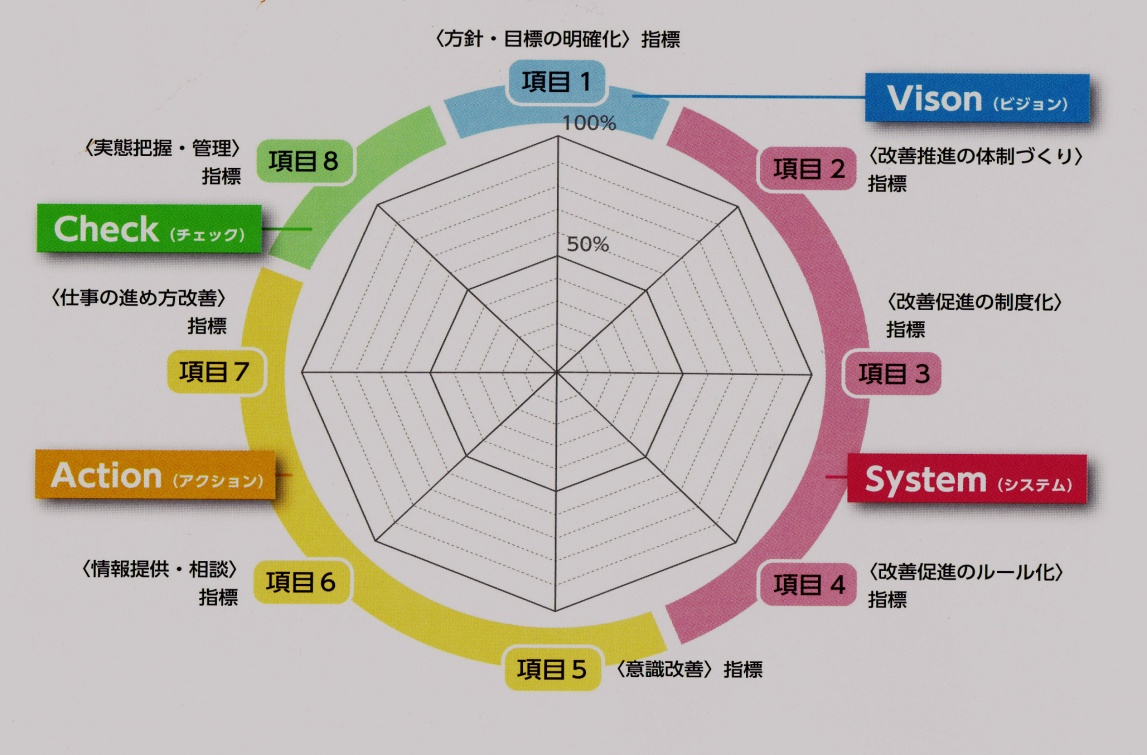 〈方針・目標の明確化〉指標
項目 1
Vison（ビジョン）
100%
〈実態把握・管理〉
指標
項目 8
項目 2
〈改善推進の体制づくり〉
指標
Check（チェック）
50%
〈仕事の進め方改善〉
指標
〈改善促進の制度化〉
指標
項目 7
項目 3
Action（アクション）
System（システム）
〈情報提供・相談〉
指標
項目 6
項目 4
〈改善促進のルール化〉
指標
項目 5
〈意識改善〉指標